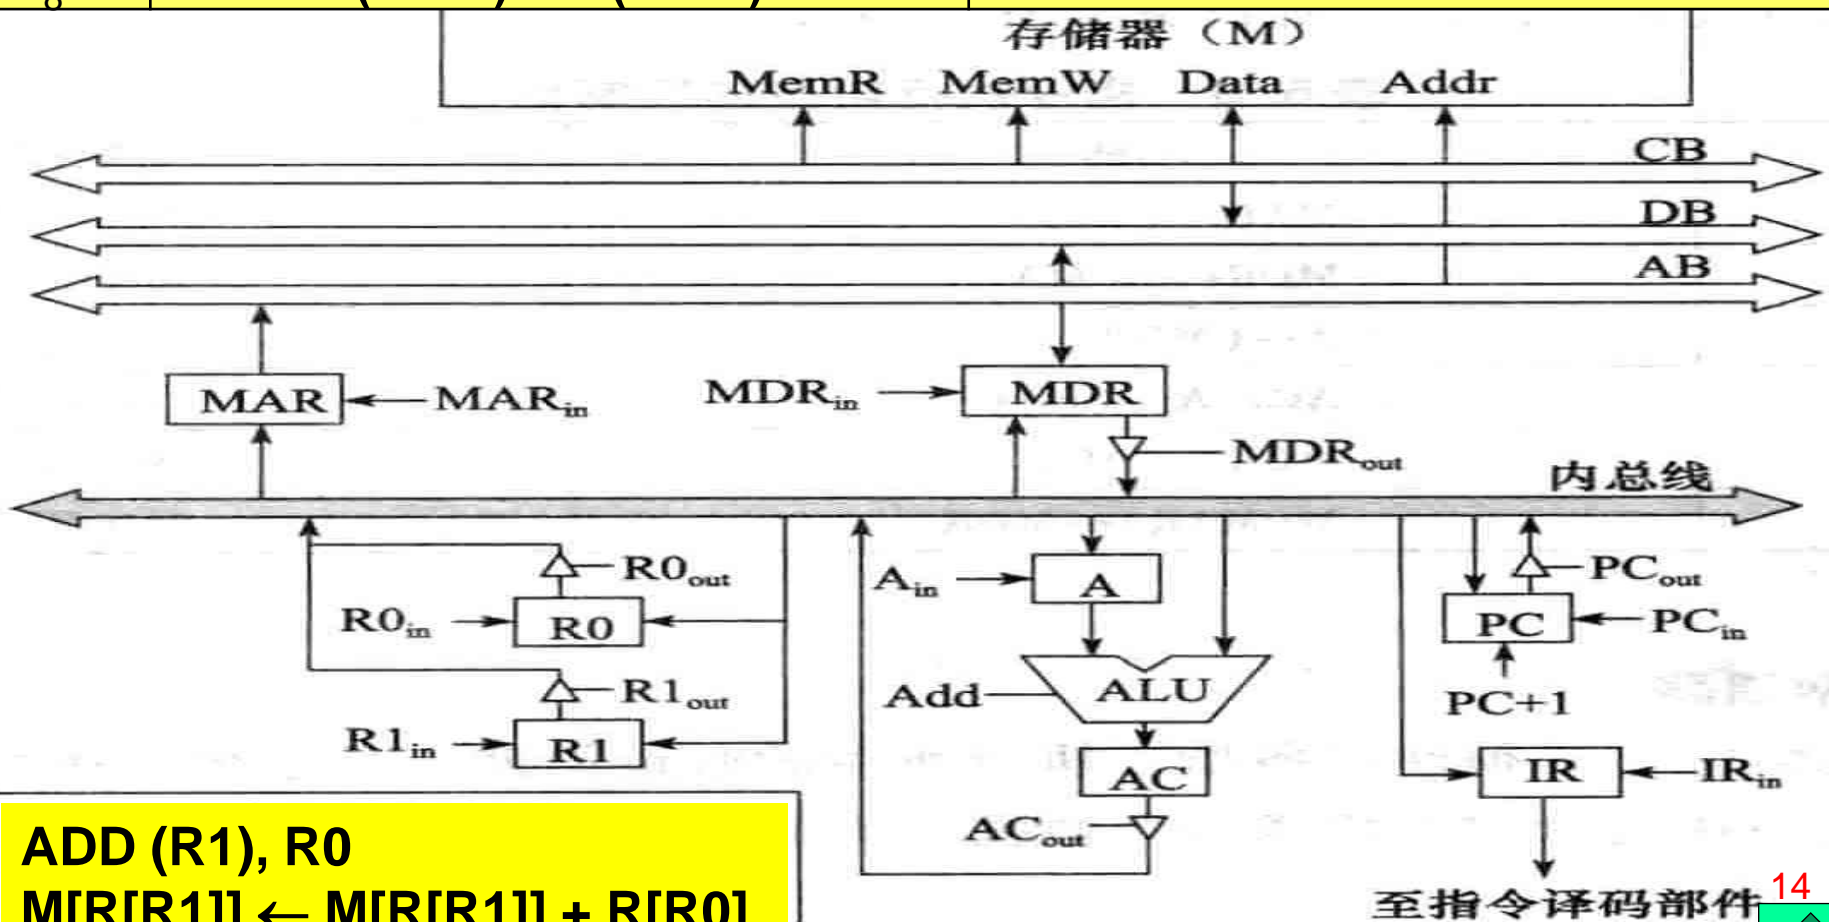 存储器（M）
MemR MemW Data Addr
CB
DB
AB
MAR MARin MDRin MDR
MDRout
内总线
R0out Ain A PCout
R0in R0 PC PCin
R1out Add ALU PC+1
R1in R1 AC IR IRin
ACout
ADD (R1), R0
M[R[R1]] ← M[R[R1]] + R[R0]
至指令译码部件
14